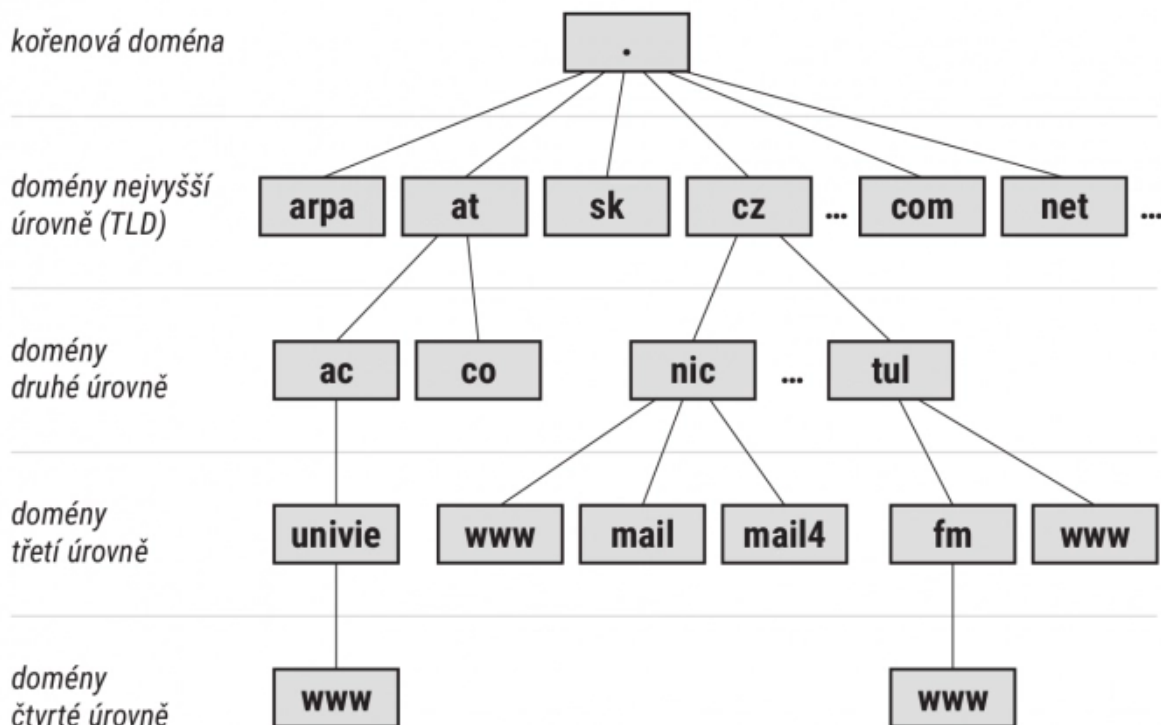 kořenová doména
.
domény nejvyšší
úrovně (TLD)
arpa at sk cz ... com net ...
domény
druhé úrovně
ac co nic ... tul
domény
třetí úrovně
univie www mail mail4 fm www
domény
čtvrté úrovně
www www